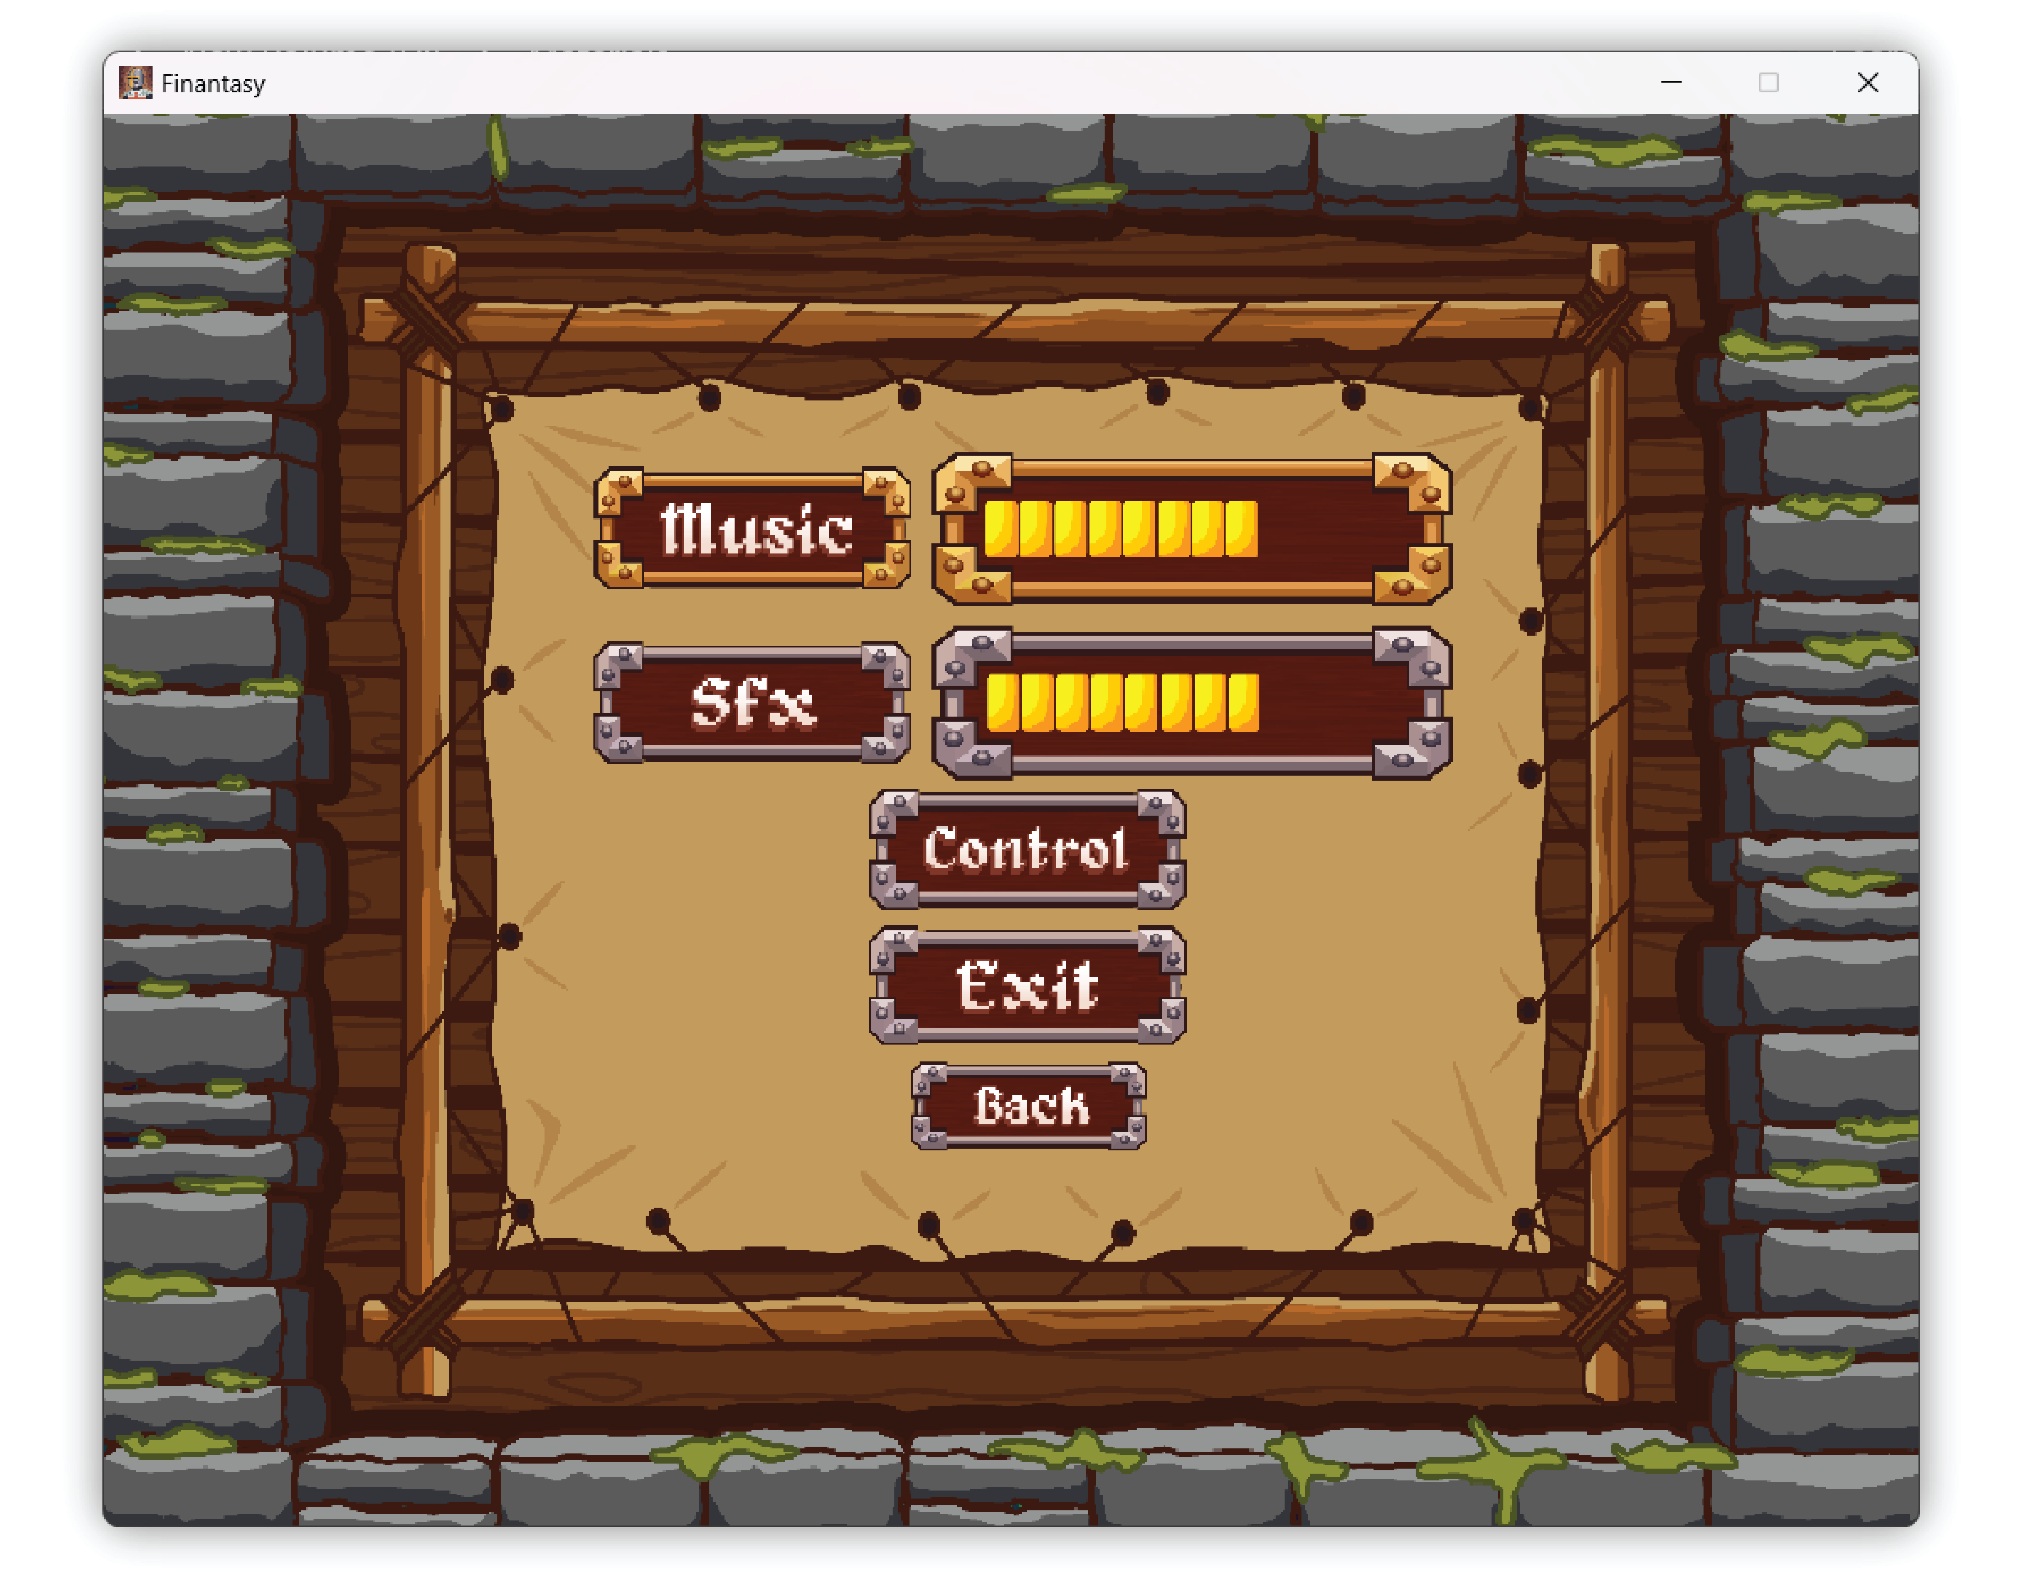 Finantasy
Music
Sfx
Control
Exit
Back